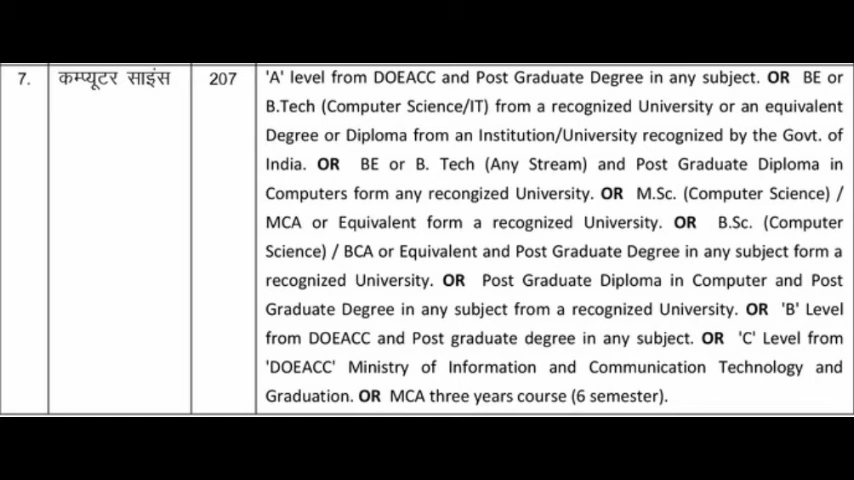 7. कम्प्यूटर साइंस 207 'A' level from DOEACC and Post Graduate Degree in any subject. OR BE or
B.Tech (Computer Science/IT) from a recognized University or an equivalent
Degree or Diploma from an Institution/University recognized by the Govt. of
India. OR BE or B. Tech (Any Stream) and Post Graduate Diploma in
Computers form any recongized University. OR M.Sc. (Computer Science) /
MCA or Equivalent form a recognized University. OR B.Sc. (Computer
Science) / BCA or Equivalent and Post Graduate Degree in any subject form a
recognized University. OR Post Graduate Diploma in Computer and Post
Graduate Degree in any subject from a recognized University. OR 'B' Level
from DOEACC and Post graduate degree in any subject. OR 'C' Level from
'DOEACC' Ministry of Information and Communication Technology and
Graduation. OR MCA three years course (6 semester).